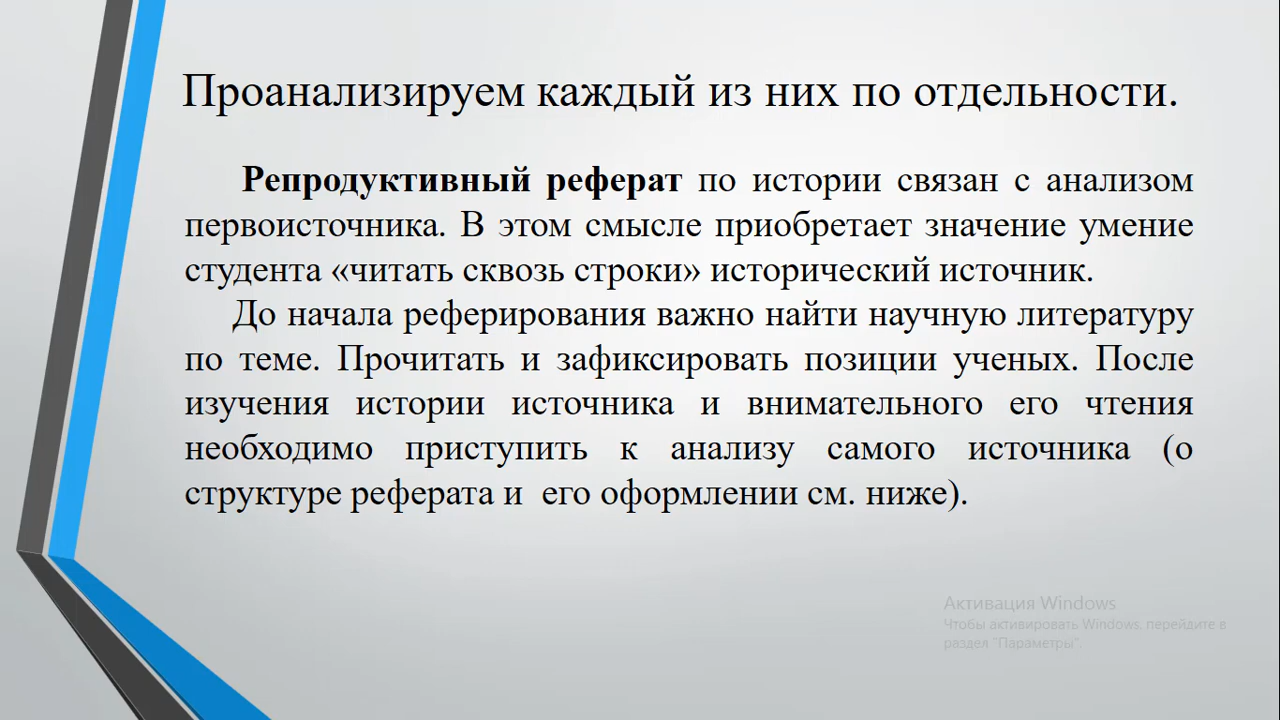 Проанализируем каждый из них по отдельности.
Репродуктивный реферат по истории связан с анализом
первоисточника. В этом смысле приобретает значение умение
студента «читать сквозь строки» исторический источник.
До начала реферирования важно найти научную литературу
по теме. Прочитать и зафиксировать позиции ученых. После
изучения истории источника и внимательного его чтения
необходимо приступить к анализу самого источника (о
структуре реферата и его оформлении см. ниже).
Активация Windows
Чтобы активировать Windows, перейдите в
раздел "Параметры".